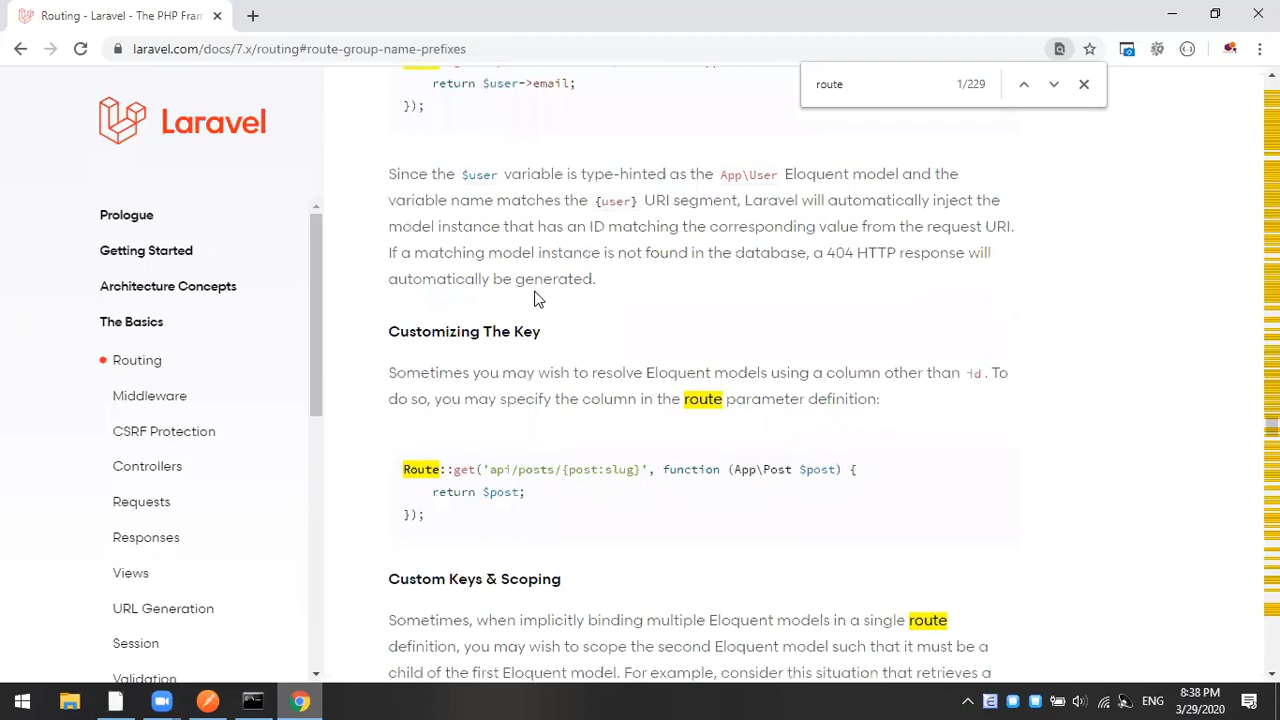 Routing - Laravel - The PHP Fram
laravel.com/docs/7.x/routing#route-group-name-prefixes
route 1/229
return $user->email;
});
Laravel
Since the $user variable is type-hinted as the App\User Eloquent model and the
variable name matches the {user} URI segment, Laravel will automatically inject the
model instance that has an ID matching the corresponding value from the request URI.
If a matching model instance is not found in the database, a 404 HTTP response will
automatically be generated.
Prologue
Getting Started
Architecture Concepts
The Basics
Routing
Middleware
CSRF Protection
Controllers
Requests
Responses
Views
URL Generation
Session
Validation
Customizing The Key
Sometimes you may wish to resolve Eloquent models using a column other than id. To
do so, you may specify the column in the route parameter definition:
Route::get('api/posts/{post:slug}', function (App\Post $post) {
return $post;
});
Custom Keys & Scoping
Sometimes, when implicitly binding multiple Eloquent models in a single route
definition, you may wish to scope the second Eloquent model such that it must be a
child of the first Eloquent model. For example, consider this situation that retrieves a
ENG
8:38 PM
3/29/2020